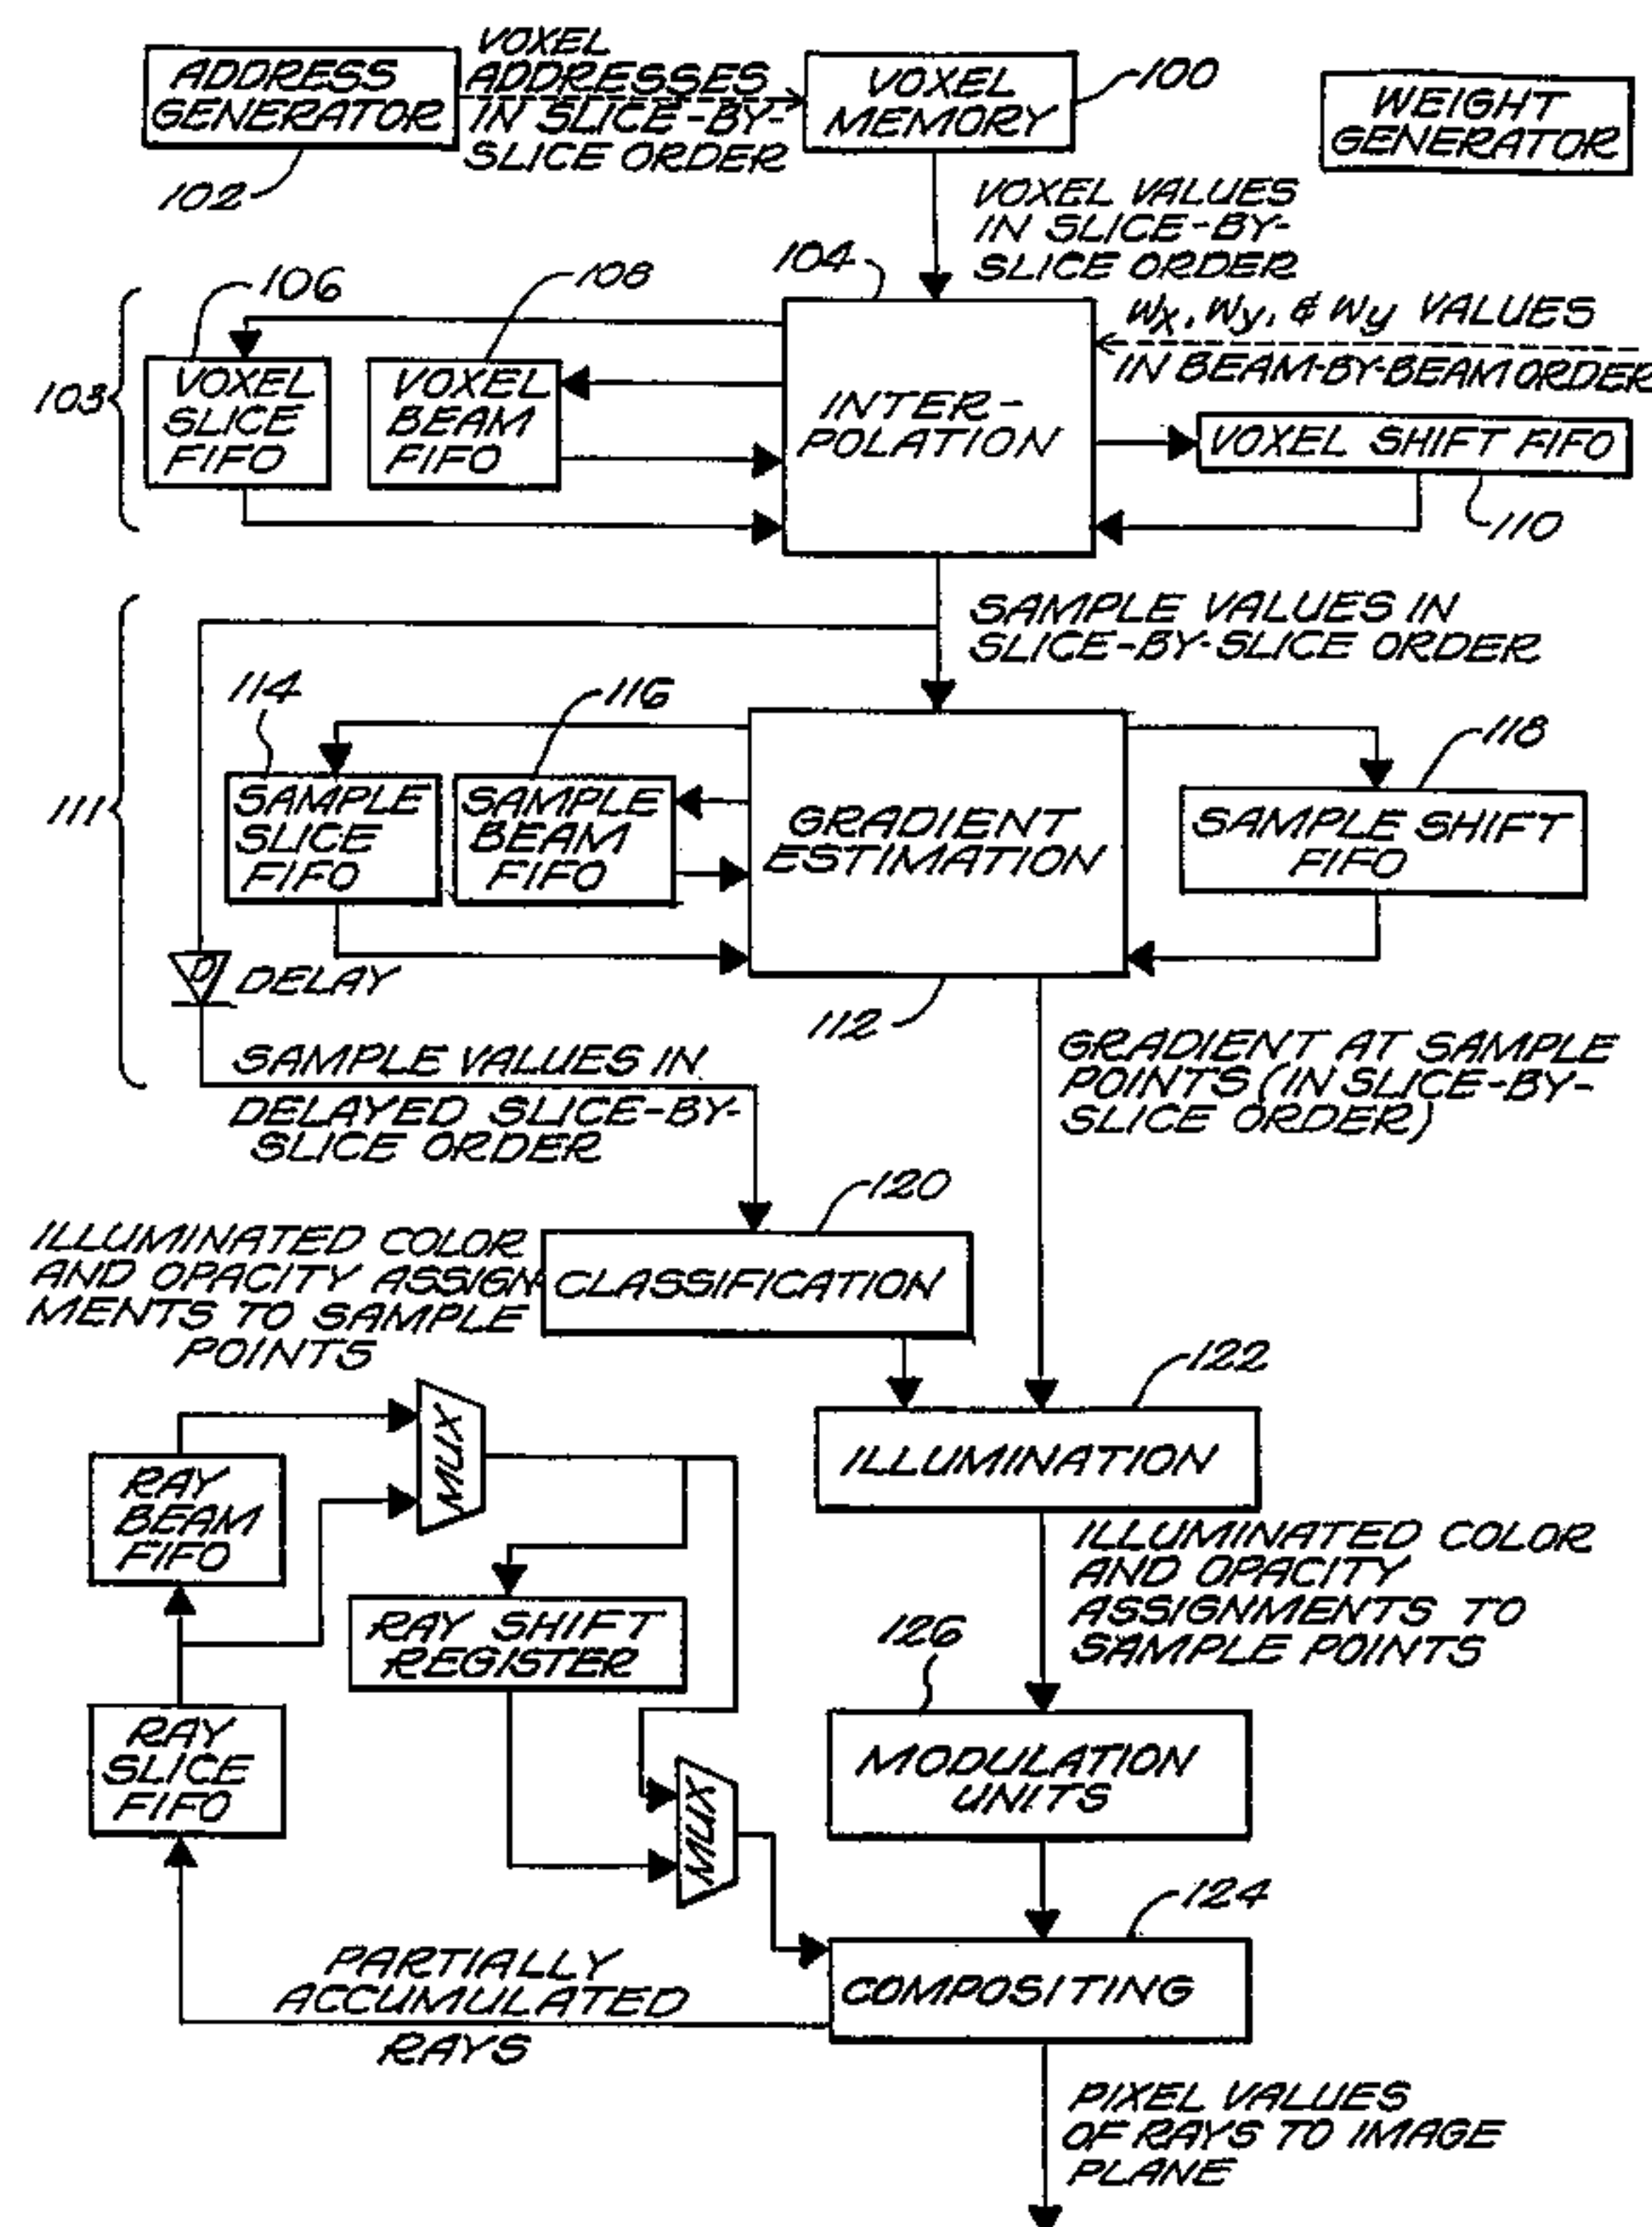 ADDRESS
GENERATOR
102
VOXEL
ADDRESSES
IN SLICE-BY-
SLICE ORDER
VOXEL
MEMORY
100
WEIGHT
GENERATOR
VOXEL VALUES
IN SLICE-BY-
SLICE ORDER
103
106
VOXEL
SLICE
FIFO
108
VOXEL
BEAM
FIFO
104
INTER-
POLATION
Wx, Wy, & Wy VALUES
IN BEAM-BY-BEAM ORDER
VOXEL SHIFT FIFO
110
SAMPLE VALUES IN
SLICE-BY-SLICE ORDER
111
114
SAMPLE
SLICE
FIFO
116
SAMPLE
BEAM
FIFO
GRADIENT
ESTIMATION
112
118
SAMPLE SHIFT
FIFO
D
DELAY
SAMPLE VALUES IN
DELAYED SLICE-BY-
SLICE ORDER
GRADIENT AT SAMPLE
POINTS (IN SLICE-BY-
SLICE ORDER)
120
CLASSIFICATION
ILLUMINATED COLOR
AND OPACITY ASSIGN-
MENTS TO SAMPLE
POINTS
122
ILLUMINATION
MUX
RAY
BEAM
FIFO
RAY SHIFT
REGISTER
ILLUMINATED COLOR
AND OPACITY
ASSIGNMENTS TO
SAMPLE POINTS
126
MODULATION
UNITS
RAY
SLICE
FIFO
MUX
124
COMPOSITING
PARTIALLY
ACCUMULATED
RAYS
PIXEL VALUES
OF RAYS TO IMAGE
PLANE